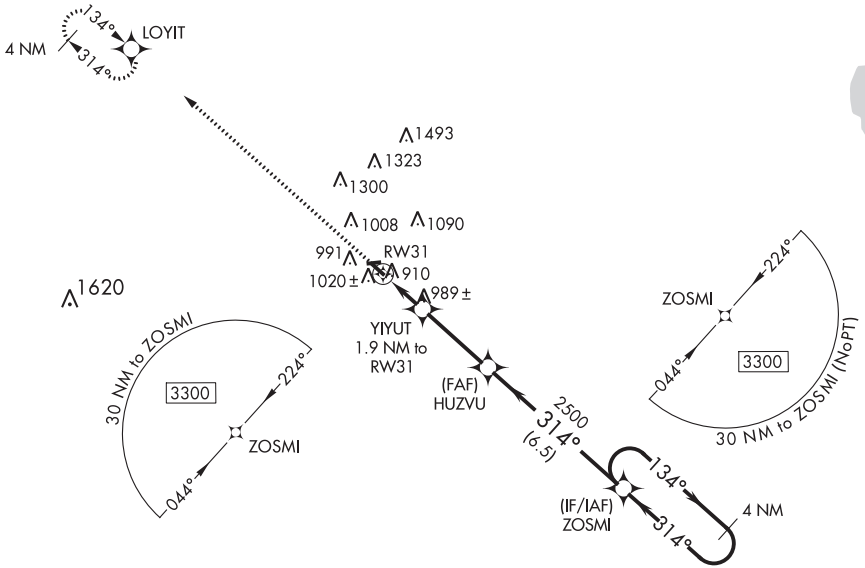 134°
LOYIT
4 NM
314°
1493
1323
1300
1008
1090
991
RW31
1020±
910
1620
989±
YIYUT
1.9 NM to
RW31
(FAF)
HUZVU
2500
314°
(6.5)
134°
(IF/IAF)
ZOSMI
314°
4 NM
30 NM to ZOSMI
3300
224°
ZOSMI
044°
224°
ZOSMI
3300
044°
30 NM to ZOSMI (NoPT)